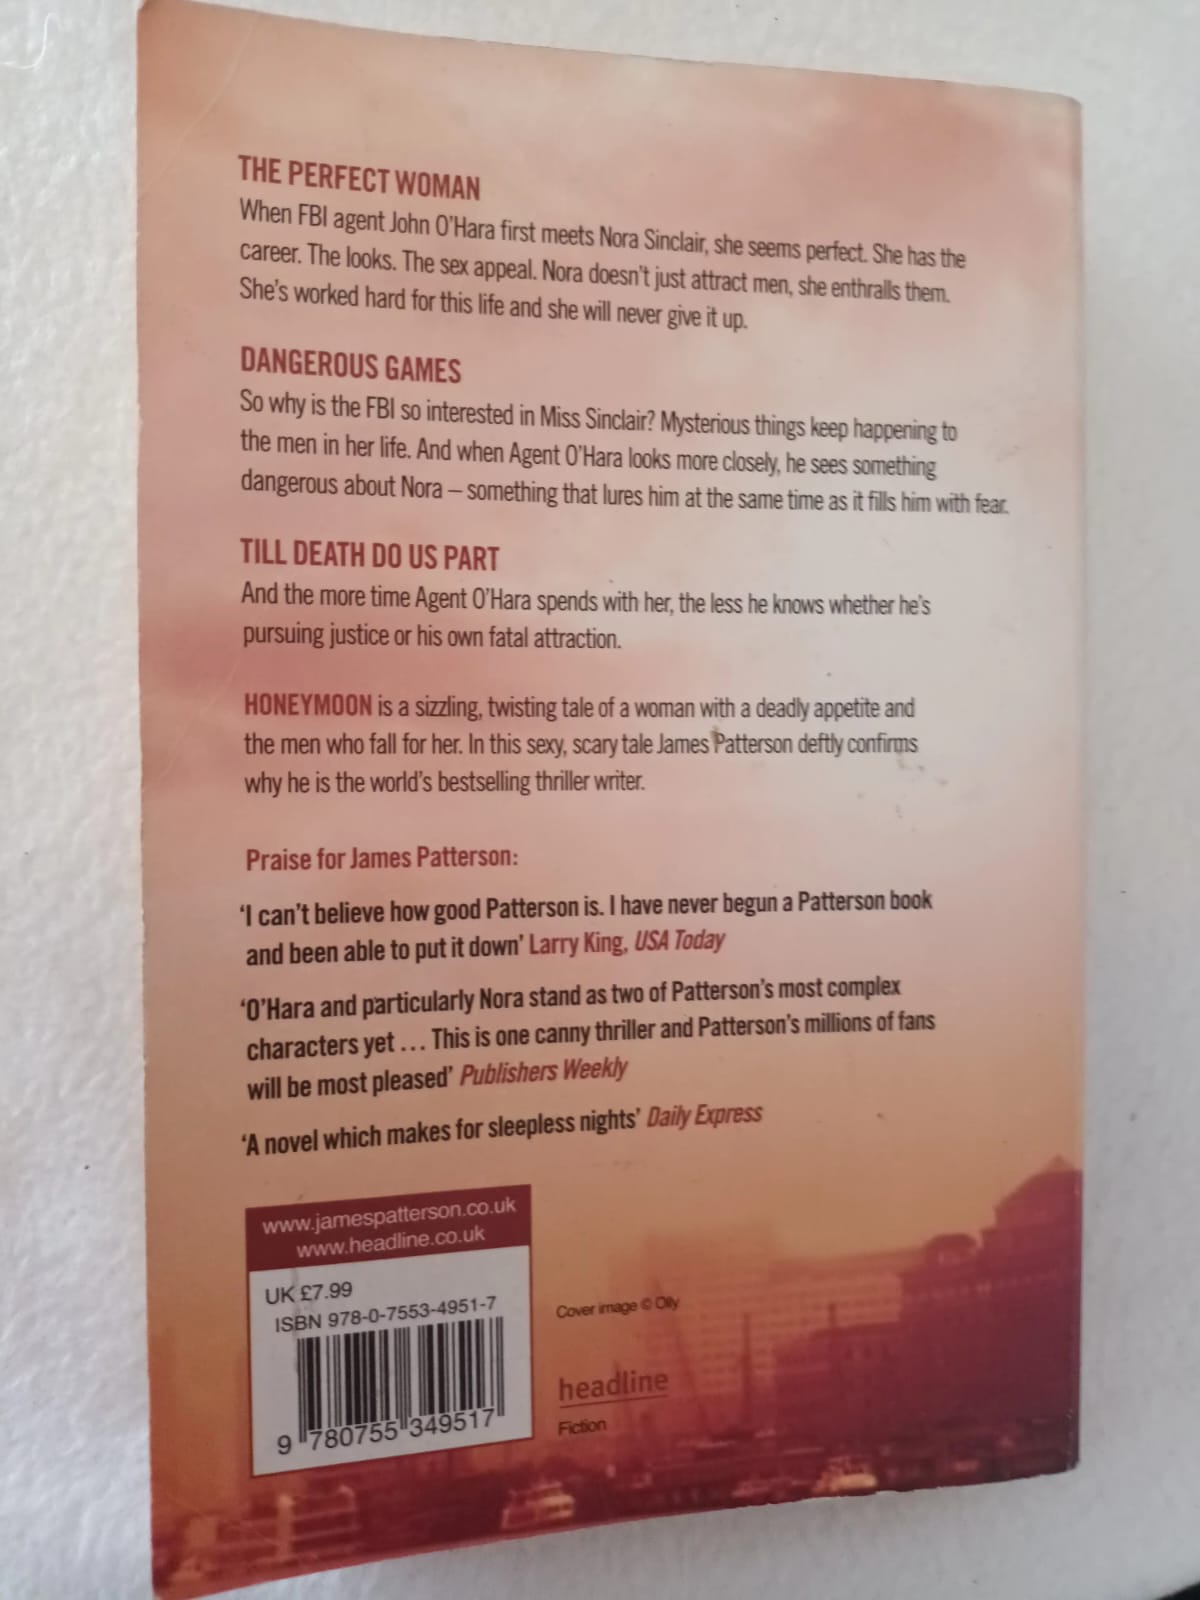 THE PERFECT WOMAN
When FBI agent John O'Hara first meets Nora Sinclair, she seems perfect. She has the
career. The looks. The sex appeal. Nora doesn't just attract men, she enthralls them.
She's worked hard for this life and she will never give it up.
DANGEROUS GAMES
So why is the FBI so interested in Miss Sinclair? Mysterious things keep happening to
the men in her life. And when Agent O'Hara looks more closely, he sees something
dangerous about Nora – something that lures him at the same time as it fills him with fear.
TILL DEATH DO US PART
And the more time Agent O'Hara spends with her, the less he knows whether he's
pursuing justice or his own fatal attraction.
HONEYMOON is a sizzling, twisting tale of a woman with a deadly appetite and
the men who fall for her. In this sexy, scary tale James Patterson deftly confirms
why he is the world's bestselling thriller writer.
Praise for James Patterson:
'I can't believe how good Patterson is. I have never begun a Patterson book
and been able to put it down' Larry King, USA Today
'O'Hara and particularly Nora stand as two of Patterson's most complex
characters yet ... This is one canny thriller and Patterson's millions of fans
will be most pleased' Publishers Weekly
'A novel which makes for sleepless nights' Daily Express
www.jamespatterson.co.uk
www.headline.co.uk
UK £7.99
ISBN 978-0-7553-4951-7
9 780755 349517
Cover image © Olly
headline
Fiction